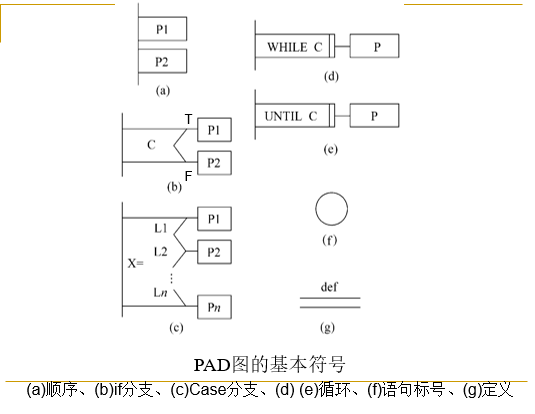 P1
P2
(a)
WHILE C
P
(d)
UNTIL C
P
(e)
T
C
P1
P2
F
(b)
L1
P1
X=
L2
P2
⋮
Ln
Pn
(c)
(f)
def
(g)
PAD图的基本符号
(a)顺序、(b)if分支、(c)Case分支、(d) (e)循环、(f)语句标号、(g)定义